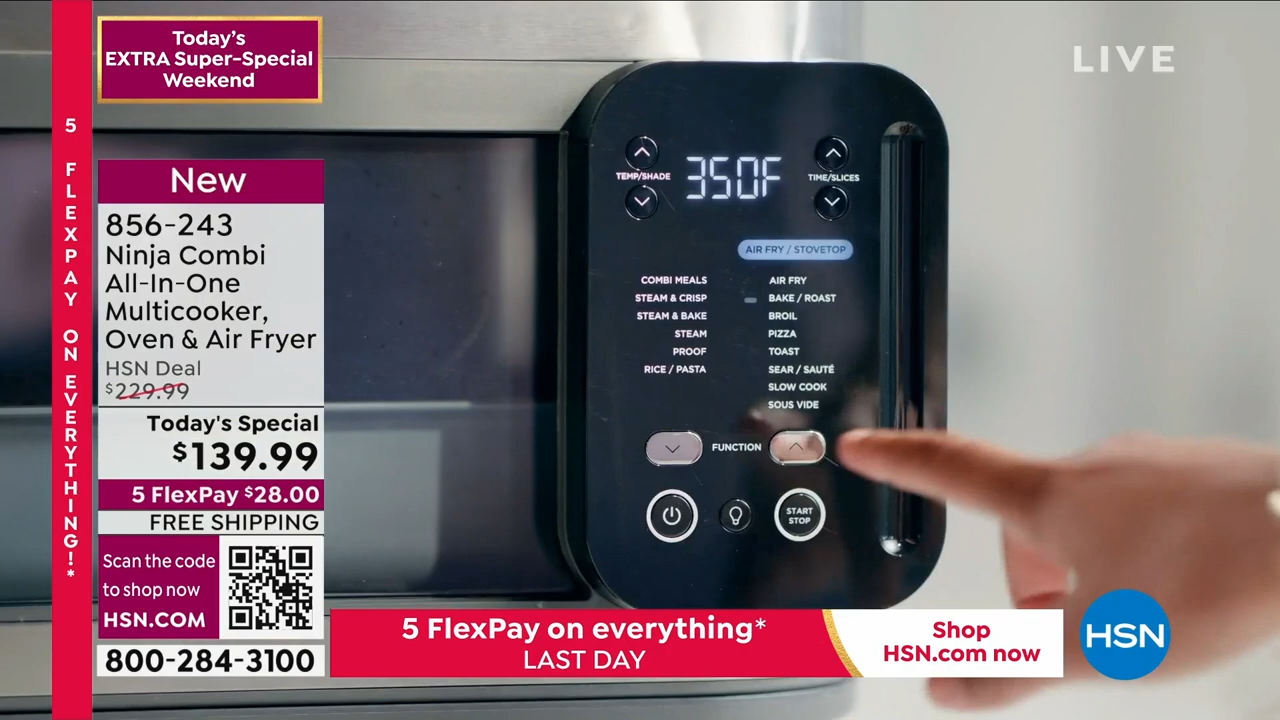 Today's
EXTRA Super-Special
Weekend
LIVE
5 FLEXPAY ON EVERYTHING!*
New
856-243
Ninja Combi
All-In-One
Multicooker,
Oven & Air Fryer
HSN Deal
$229.99
Today's Special
$139.99
5 FlexPay $28.00
FREE SHIPPING
Scan the code
to shop now
HSN.COM
800-284-3100
TEMP/SHADE
350F
TIME/SLICES
AIR FRY / STOVETOP
COMBI MEALS
STEAM & CRISP
STEAM & BAKE
STEAM
PROOF
RICE / PASTA
AIR FRY
BAKE / ROAST
BROIL
PIZZA
TOAST
SEAR / SAUTÉ
SLOW COOK
SOUS VIDE
FUNCTION
START
STOP
5 FlexPay on everything*
LAST DAY
Shop
HSN.com now
HSN